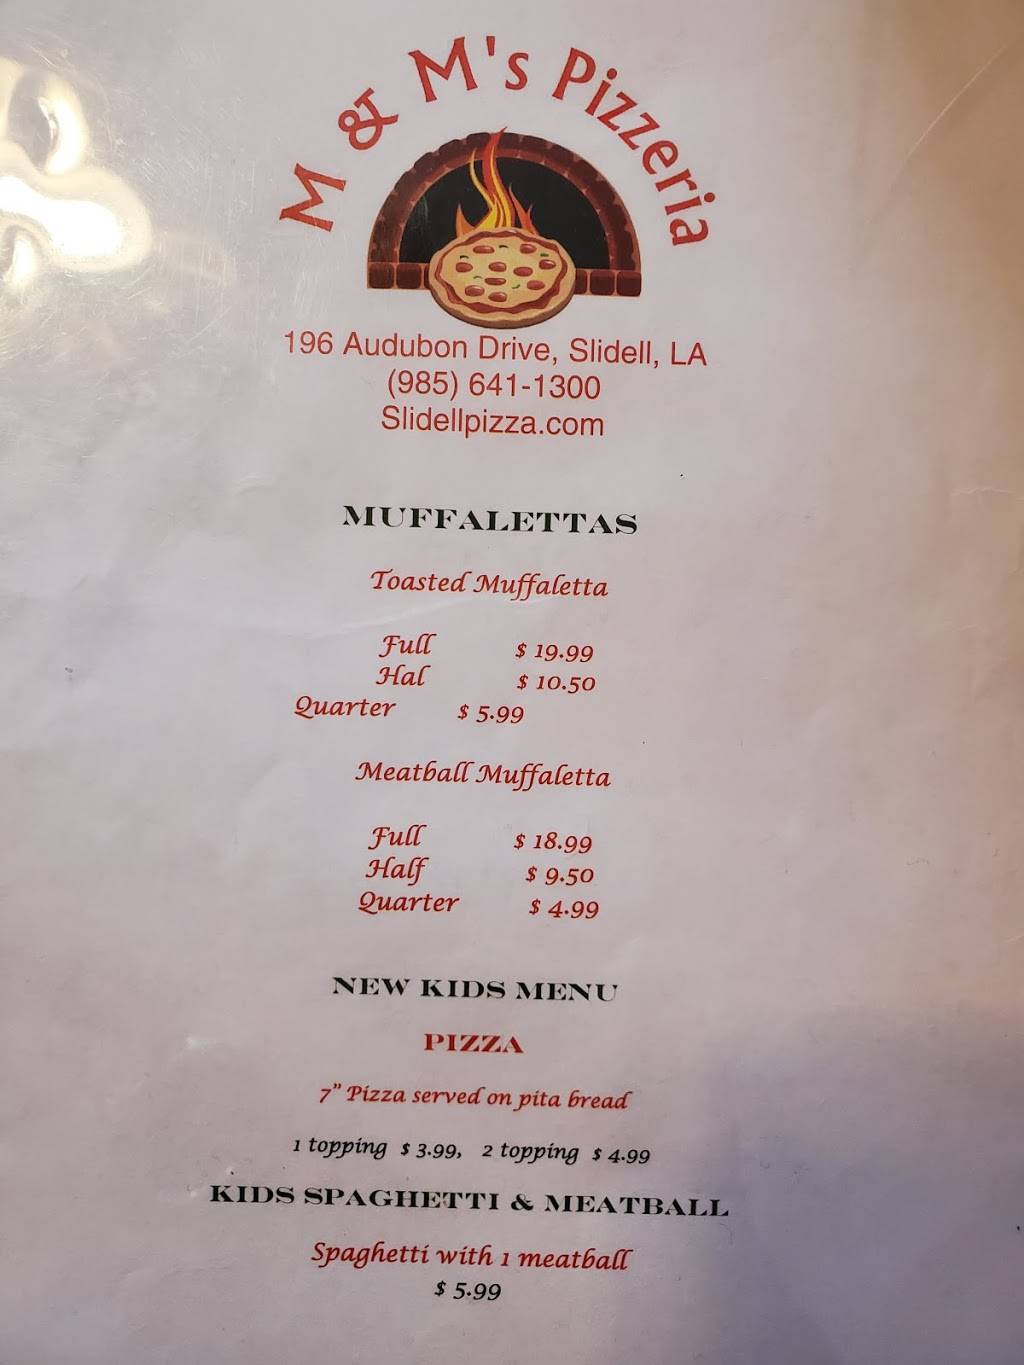 M & M's Pizzeria
196 Audubon Drive, Slidell, LA
(985) 641-1300
Slidellpizza.com
MUFFALETTAS
Toasted Muffaletta
Full $ 19.99
Hal $ 10.50
Quarter $ 5.99
Meatball Muffaletta
Full $ 18.99
Half $ 9.50
Quarter $ 4.99
NEW KIDS MENU
PIZZA
7" Pizza served on pita bread
1 topping $ 3.99, 2 topping $ 4.99
KIDS SPAGHETTI & MEATBALL
Spaghetti with 1 meatball
$ 5.99